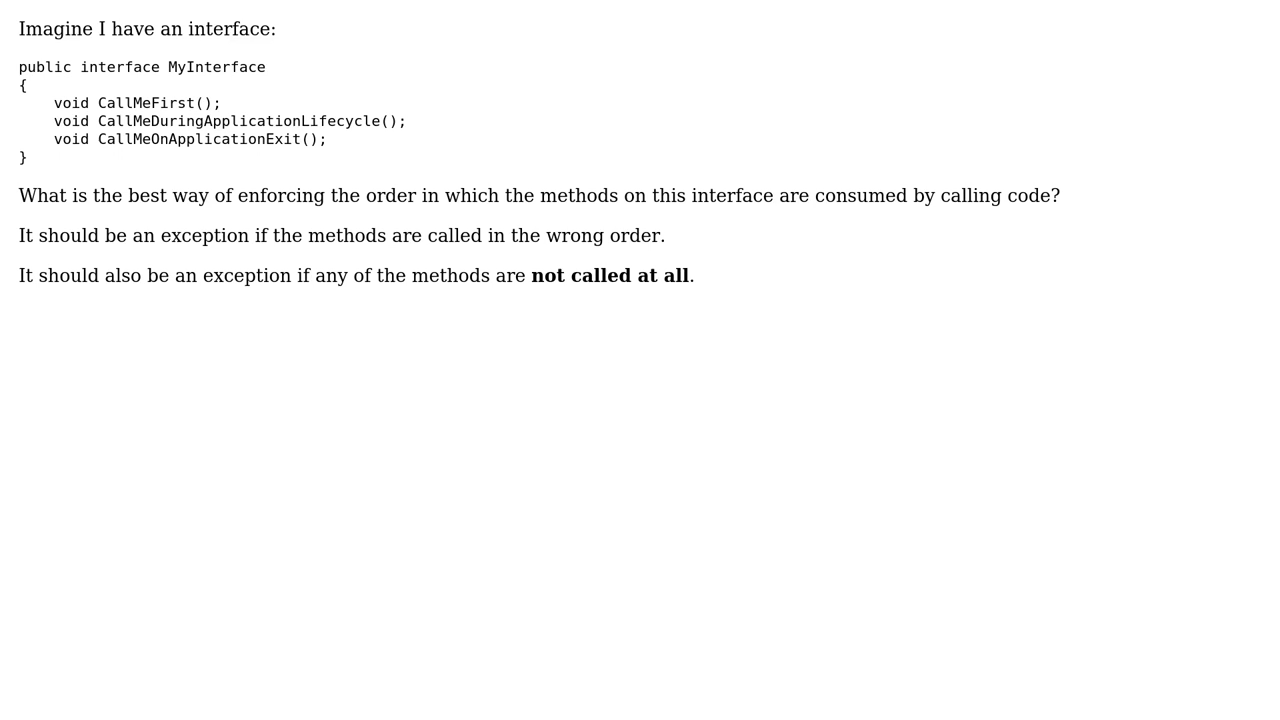 Imagine I have an interface:
public interface MyInterface
{
    void CallMeFirst();
    void CallMeDuringApplicationLifecycle();
    void CallMeOnApplicationExit();
}
What is the best way of enforcing the order in which the methods on this interface are consumed by calling code?
It should be an exception if the methods are called in the wrong order.
It should also be an exception if any of the methods are not called at all.